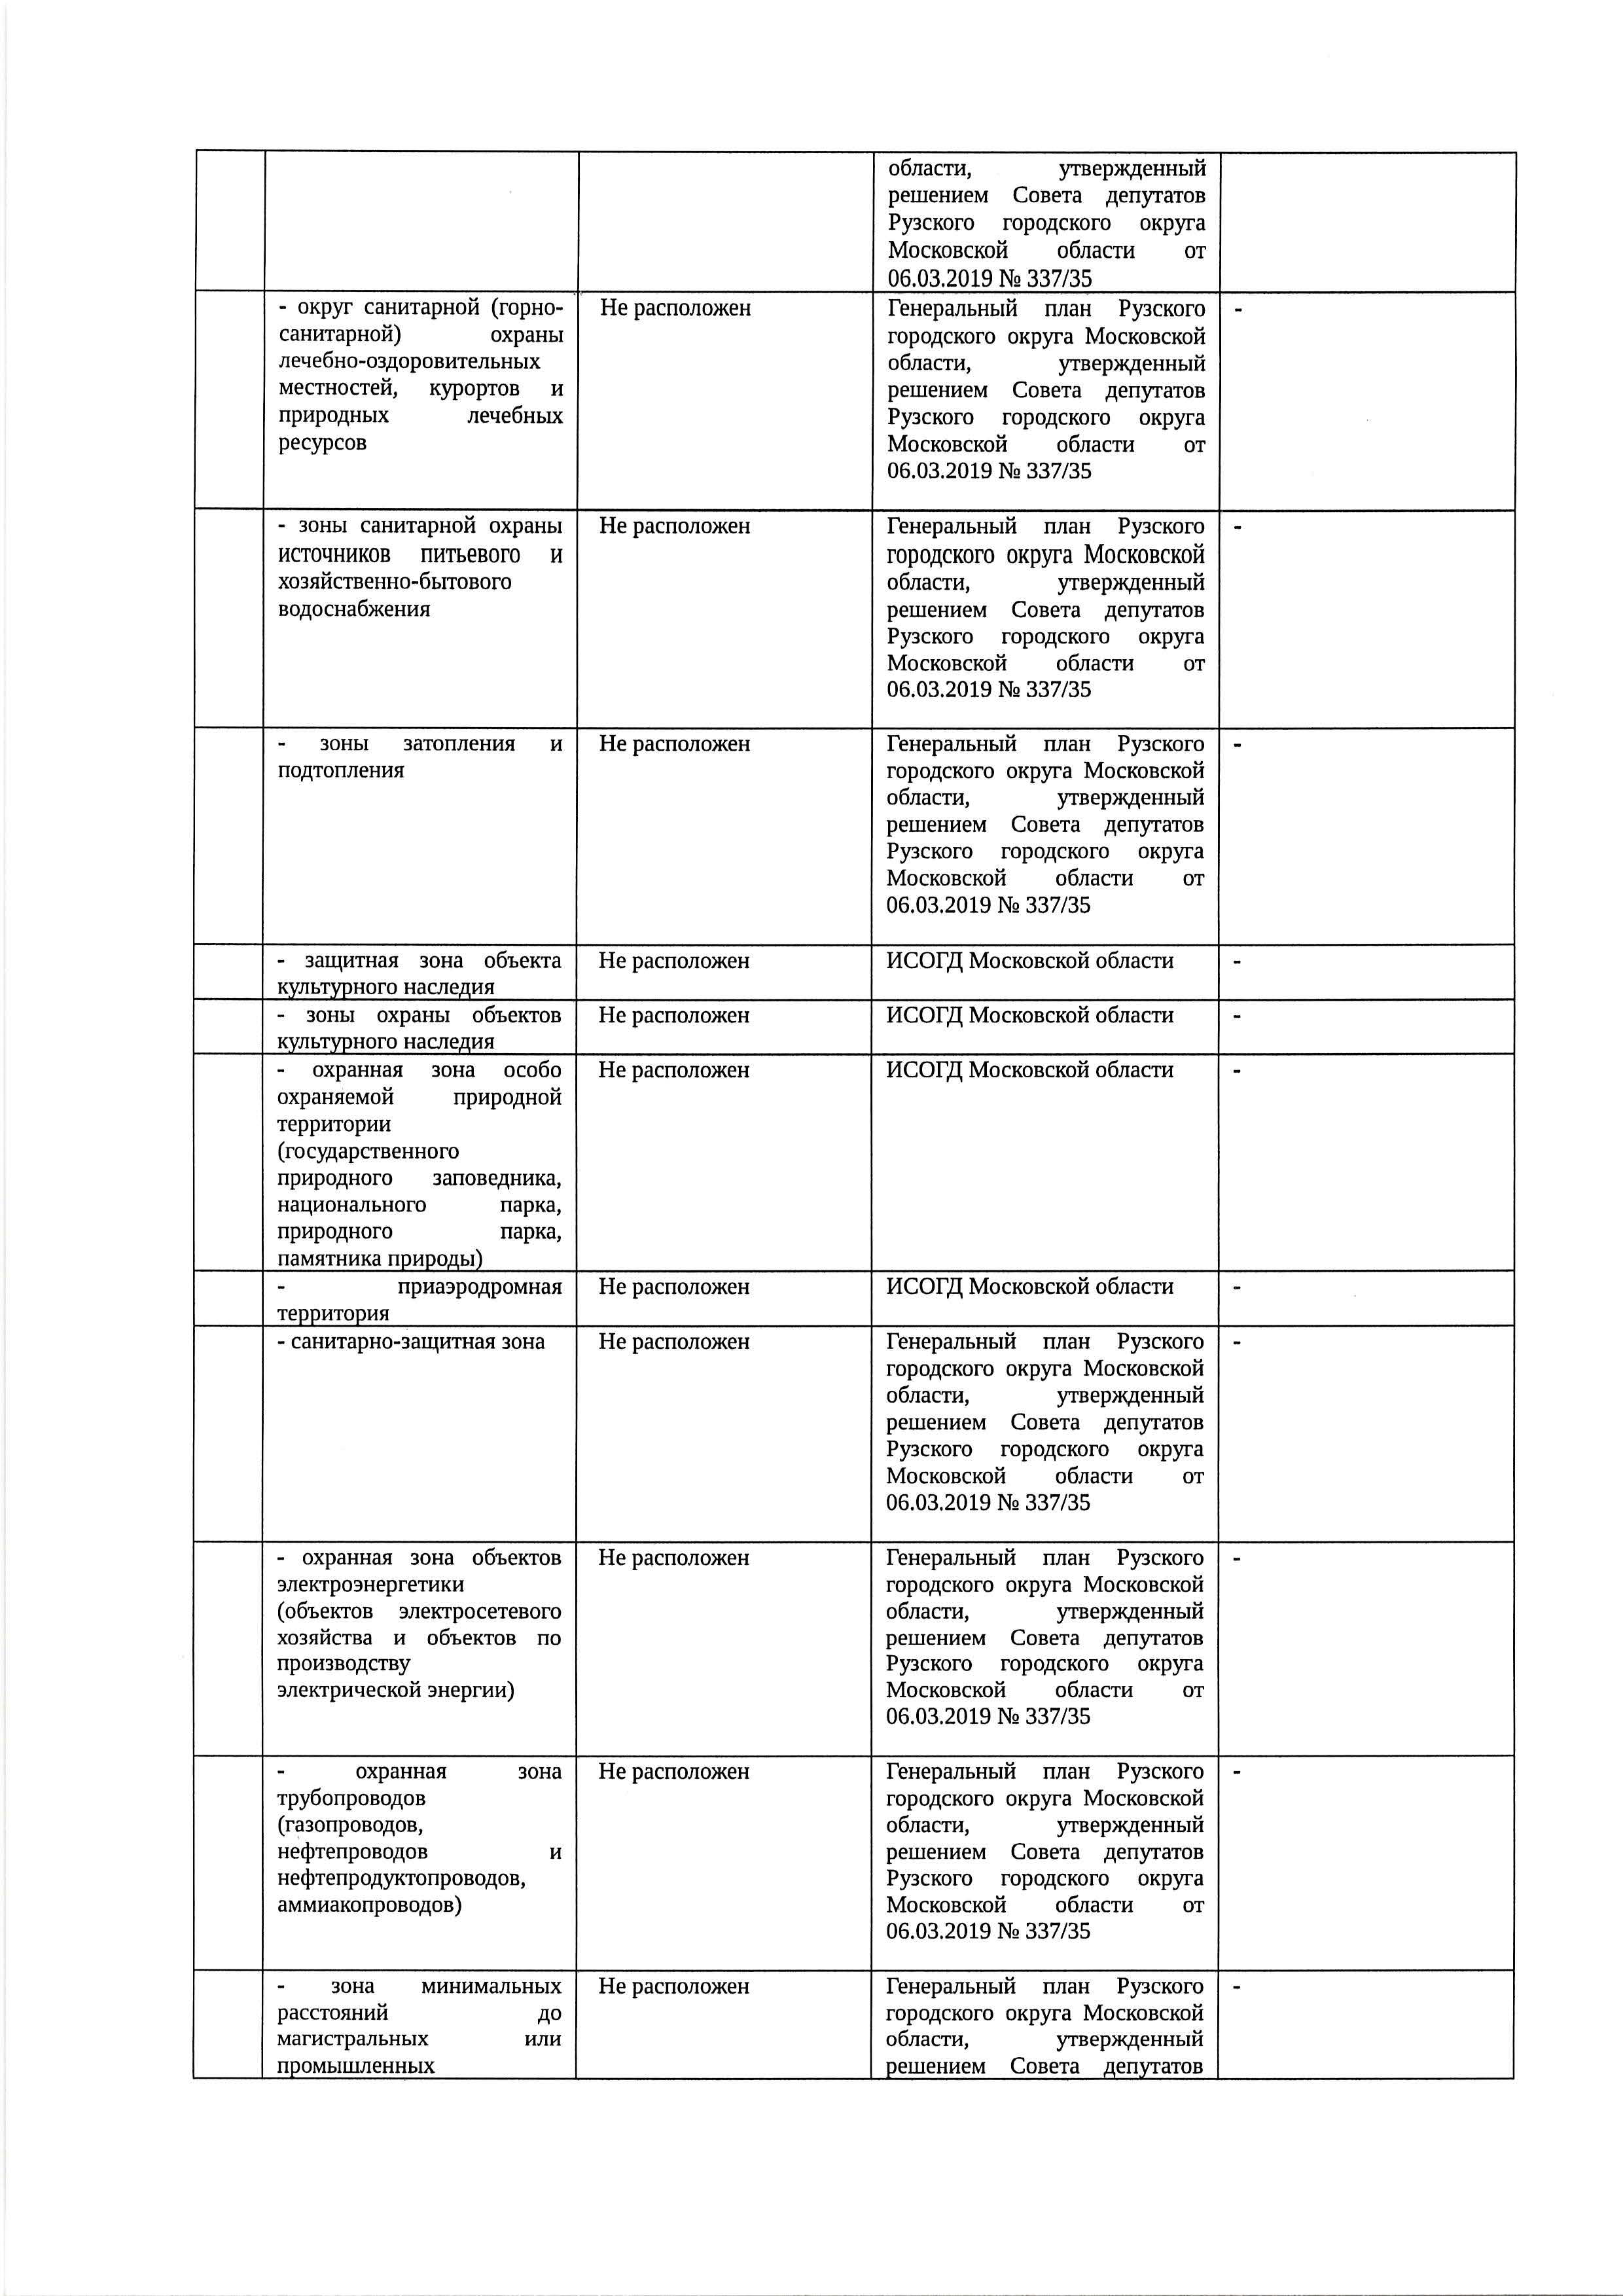 области, утвержденный
решением Совета депутатов
Рузского городского округа
Московской области от
06.03.2019 № 337/35
- округ санитарной (горно-
санитарной) охраны
лечебно-оздоровительных
местностей, курортов и
природных лечебных
ресурсов
Не расположен
Генеральный план Рузского
городского округа Московской
области, утвержденный
решением Совета депутатов
Рузского городского округа
Московской области от
06.03.2019 № 337/35
-
- зоны санитарной охраны
источников питьевого и
хозяйственно-бытового
водоснабжения
Не расположен
Генеральный план Рузского
городского округа Московской
области, утвержденный
решением Совета депутатов
Рузского городского округа
Московской области от
06.03.2019 № 337/35
-
- зоны затопления и
подтопления
Не расположен
Генеральный план Рузского
городского округа Московской
области, утвержденный
решением Совета депутатов
Рузского городского округа
Московской области от
06.03.2019 № 337/35
-
- защитная зона объекта
культурного наследия
Не расположен
ИСОГД Московской области
-
- зоны охраны объектов
культурного наследия
Не расположен
ИСОГД Московской области
-
- охранная зона особо
охраняемой природной
территории
(государственного
природного заповедника,
национального парка,
природного парка,
памятника природы)
Не расположен
ИСОГД Московской области
-
- приаэродромная
территория
Не расположен
ИСОГД Московской области
-
- санитарно-защитная зона
Не расположен
Генеральный план Рузского
городского округа Московской
области, утвержденный
решением Совета депутатов
Рузского городского округа
Московской области от
06.03.2019 № 337/35
-
- охранная зона объектов
электроэнергетики
(объектов электросетевого
хозяйства и объектов по
производству
электрической энергии)
Не расположен
Генеральный план Рузского
городского округа Московской
области, утвержденный
решением Совета депутатов
Рузского городского округа
Московской области от
06.03.2019 № 337/35
-
- охранная зона
трубопроводов
(газопроводов,
нефтепроводов и
нефтепродуктопроводов,
аммиакопроводов)
Не расположен
Генеральный план Рузского
городского округа Московской
области, утвержденный
решением Совета депутатов
Рузского городского округа
Московской области от
06.03.2019 № 337/35
-
- зона минимальных
расстояний до
магистральных или
промышленных
Не расположен
Генеральный план Рузского
городского округа Московской
области, утвержденный
решением Совета депутатов
-